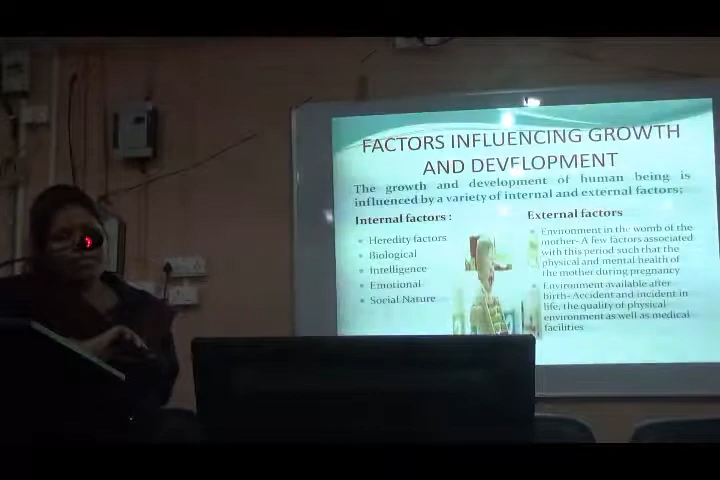 FACTORS INFLUENCING GROWTH
AND DEVELOPMENT
The growth and development of human being is
influenced by a variety of internal and external factors;
Internal factors :
Heredity factors
Biological
Intelligence
Emotional
Social Nature
External factors
Environment in the womb of the
mother- A few factors associated
with this period such that the
physical and mental health of
the mother during pregnancy
Environment available after
birth- Accident and incident in
life, the quality of physical
environment as well as medical
facilities